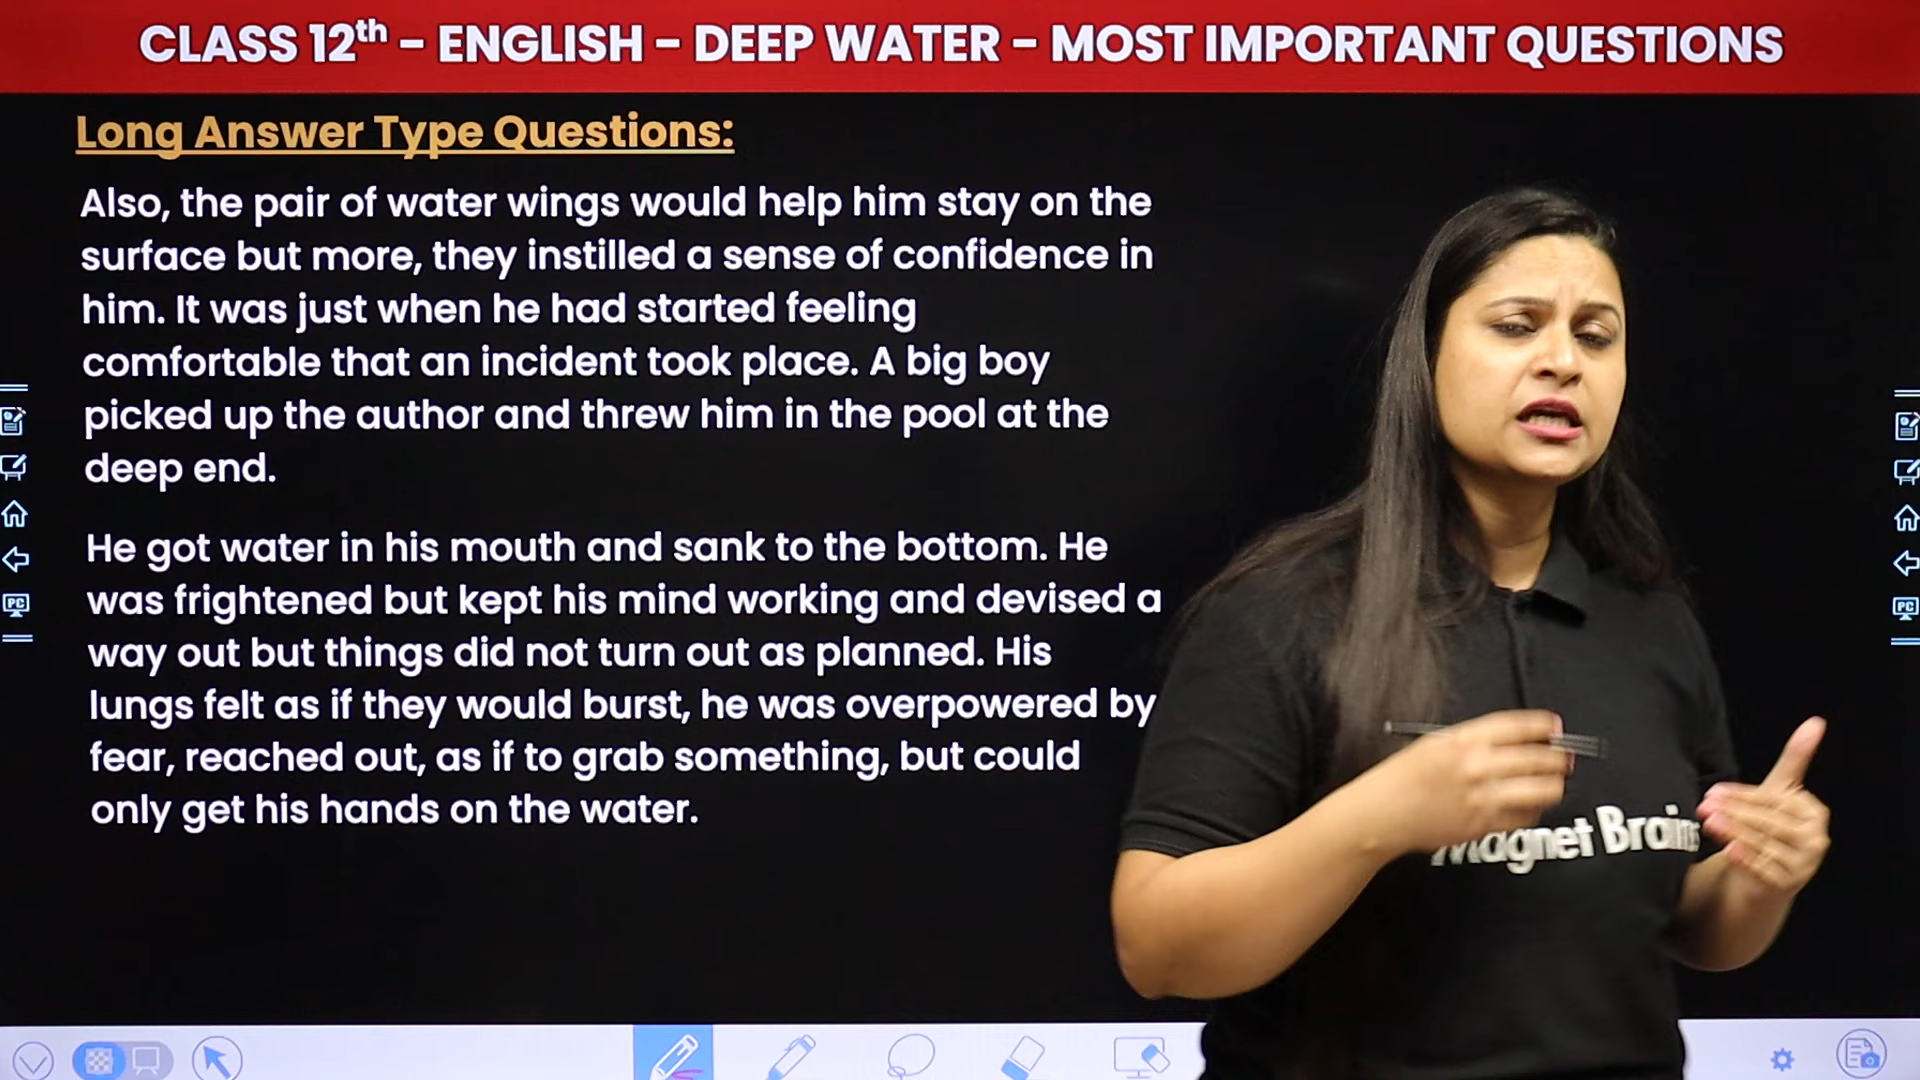 CLASS 12th – ENGLISH – DEEP WATER – MOST IMPORTANT QUESTIONS
Long Answer Type Questions:
Also, the pair of water wings would help him stay on the
surface but more, they instilled a sense of confidence in
him. It was just when he had started feeling
comfortable that an incident took place. A big boy
picked up the author and threw him in the pool at the
deep end.
He got water in his mouth and sank to the bottom. He
was frightened but kept his mind working and devised a
way out but things did not turn out as planned. His
lungs felt as if they would burst, he was overpowered by
fear, reached out, as if to grab something, but could
only get his hands on the water.
Magnet Brains
PC
PC